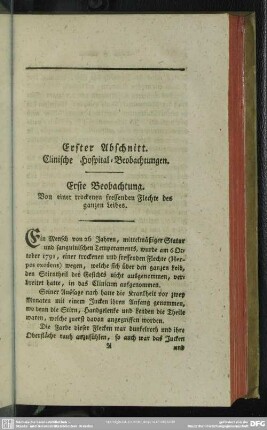 Erster Abschnitt.
Clinische Hospital-Beobachtungen.
Erste Beobachtung.
Von einer trockenen fressenden Flechte des
ganzen Leibes.
Ein Mensch von 26 Jahren, mittelmäßiger Statur
und sanguinischen Temperaments, wurde am 6 Oc-
tober 1791, einer trockenen und fressenden Flechte (Her-
pes exedens) wegen, welche sich über den ganzen Leib,
den Seitentheil des Gesichts nicht ausgenommen, ver-
breitet hatte, in das Clinicum aufgenommen.
Seiner Aussage nach hatte die Krankheit vor zwey
Monaten mit einem Jucken ihren Anfang genommen,
wo denn die Stirn, Handgelenke und Lenden die Theile
waren, welche zuerst davon angegriffen worden.
Die Farbe dieser Flecken war dunkelroth und ihre
Oberfläche rauh anzufühlen, so auch war das Jucken
A und